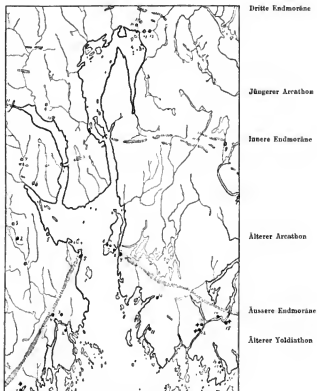 Dritte Endmoräne
Jüngerer Arcathon
Innere Endmoräne
Älterer Arcathon
Äussere Endmoräne
Älterer Yoldiathon